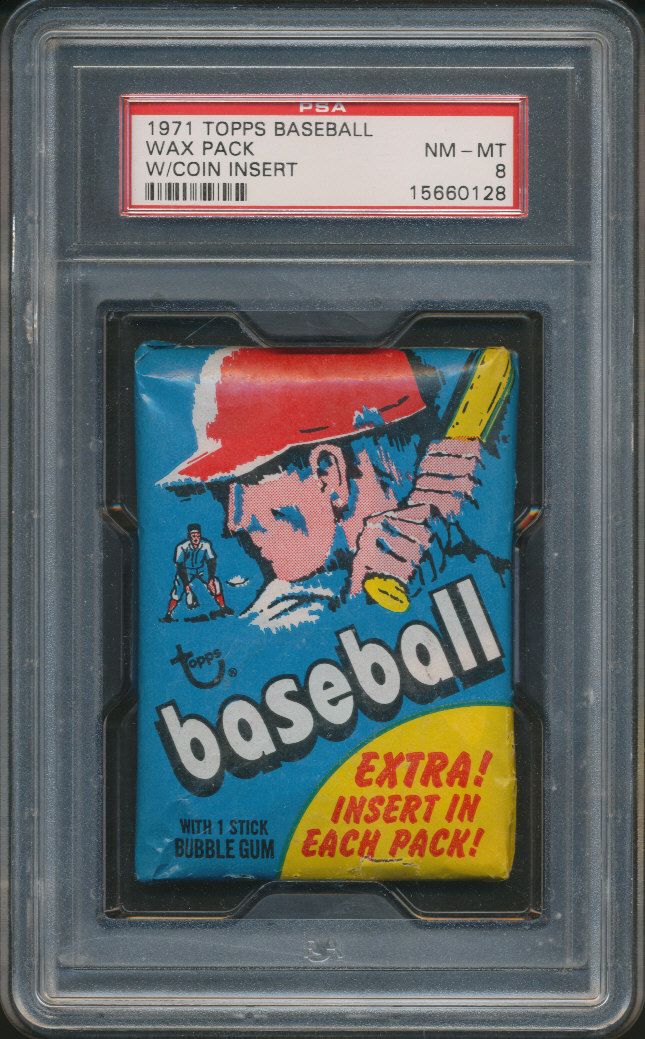 PSA
1971 TOPPS BASEBALL
WAX PACK NM - MT
W/COIN INSERT 8
15660128
Topps®
baseball
EXTRA!
INSERT IN
EACH PACK!
WITH 1 STICK
BUBBLE GUM
PSA